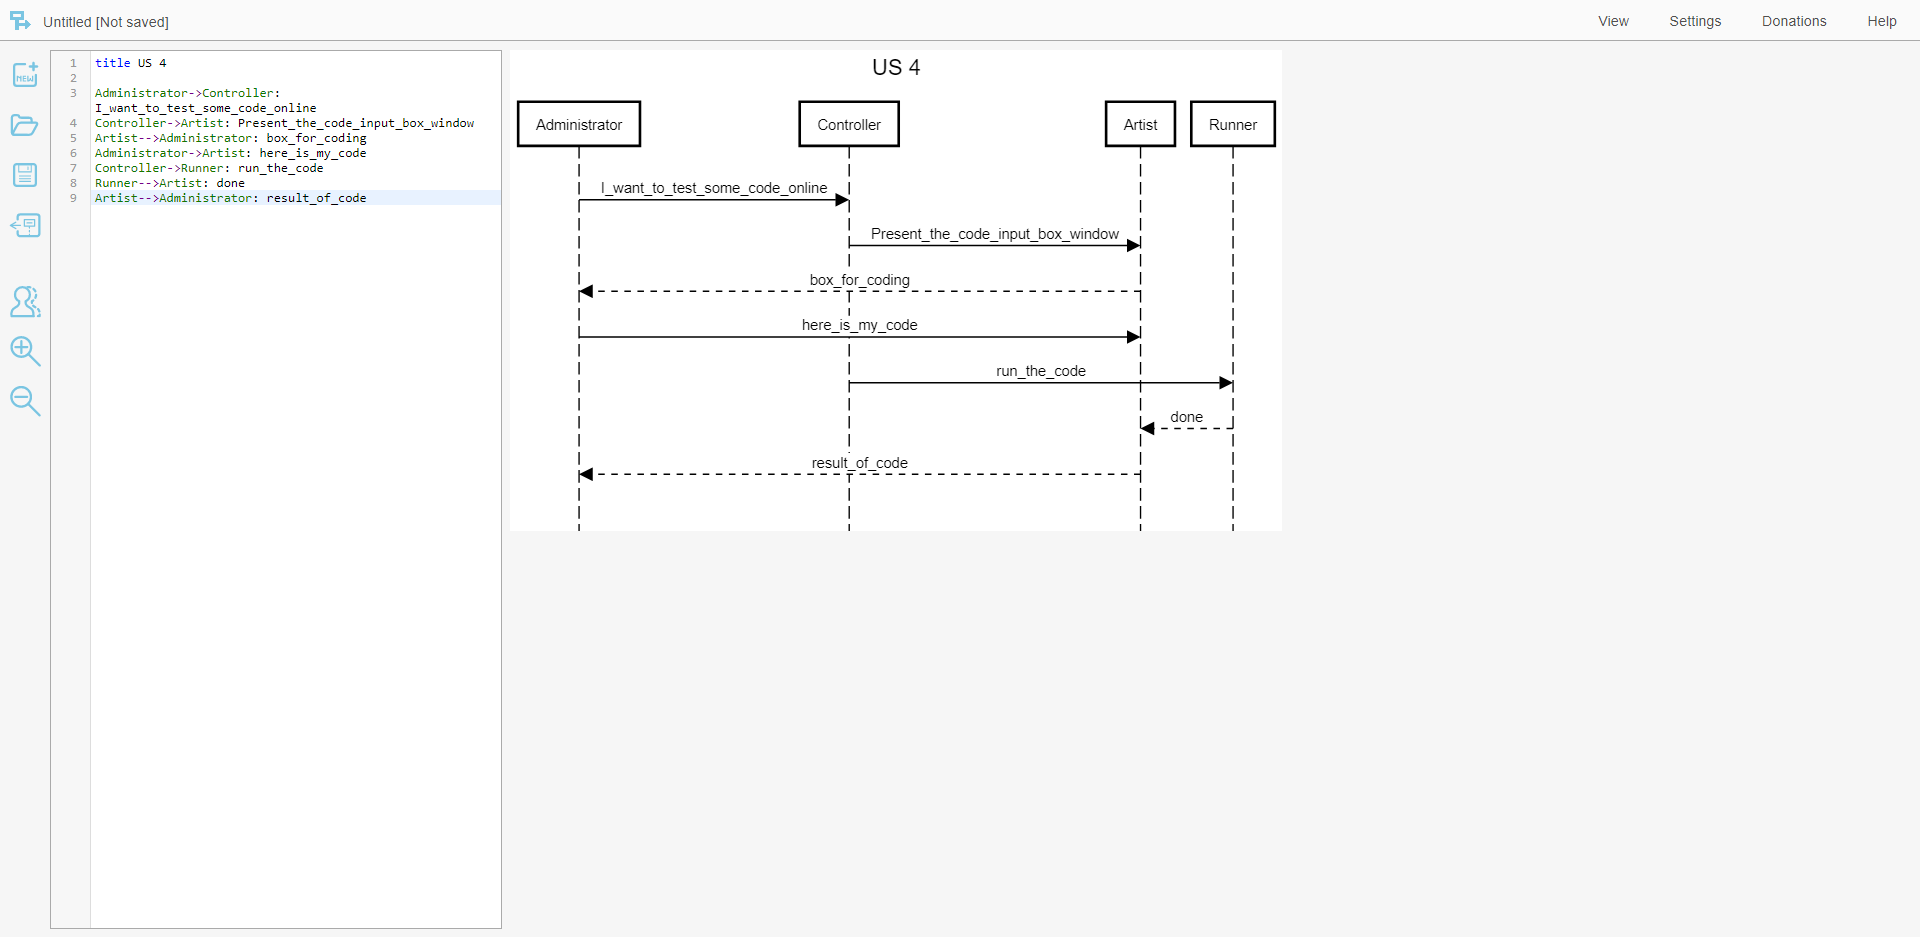 Untitled [Not saved]
View Settings Donations Help
NEW
1 title US 4
2
3 Administrator->Controller:
I_want_to_test_some_code_online
4 Controller->Artist: Present_the_code_input_box_window
5 Artist-->Administrator: box_for_coding
6 Administrator->Artist: here_is_my_code
7 Controller->Runner: run_the_code
8 Runner-->Artist: done
9 Artist-->Administrator: result_of_code
US 4
Administrator Controller Artist Runner
I_want_to_test_some_code_online
Present_the_code_input_box_window
box_for_coding
here_is_my_code
run_the_code
done
result_of_code